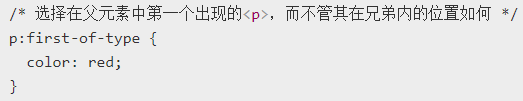 /* 选择在父元素中第一个出现的<p>，而不管其在兄弟内的位置如何 */
p:first-of-type {
  color: red;
}